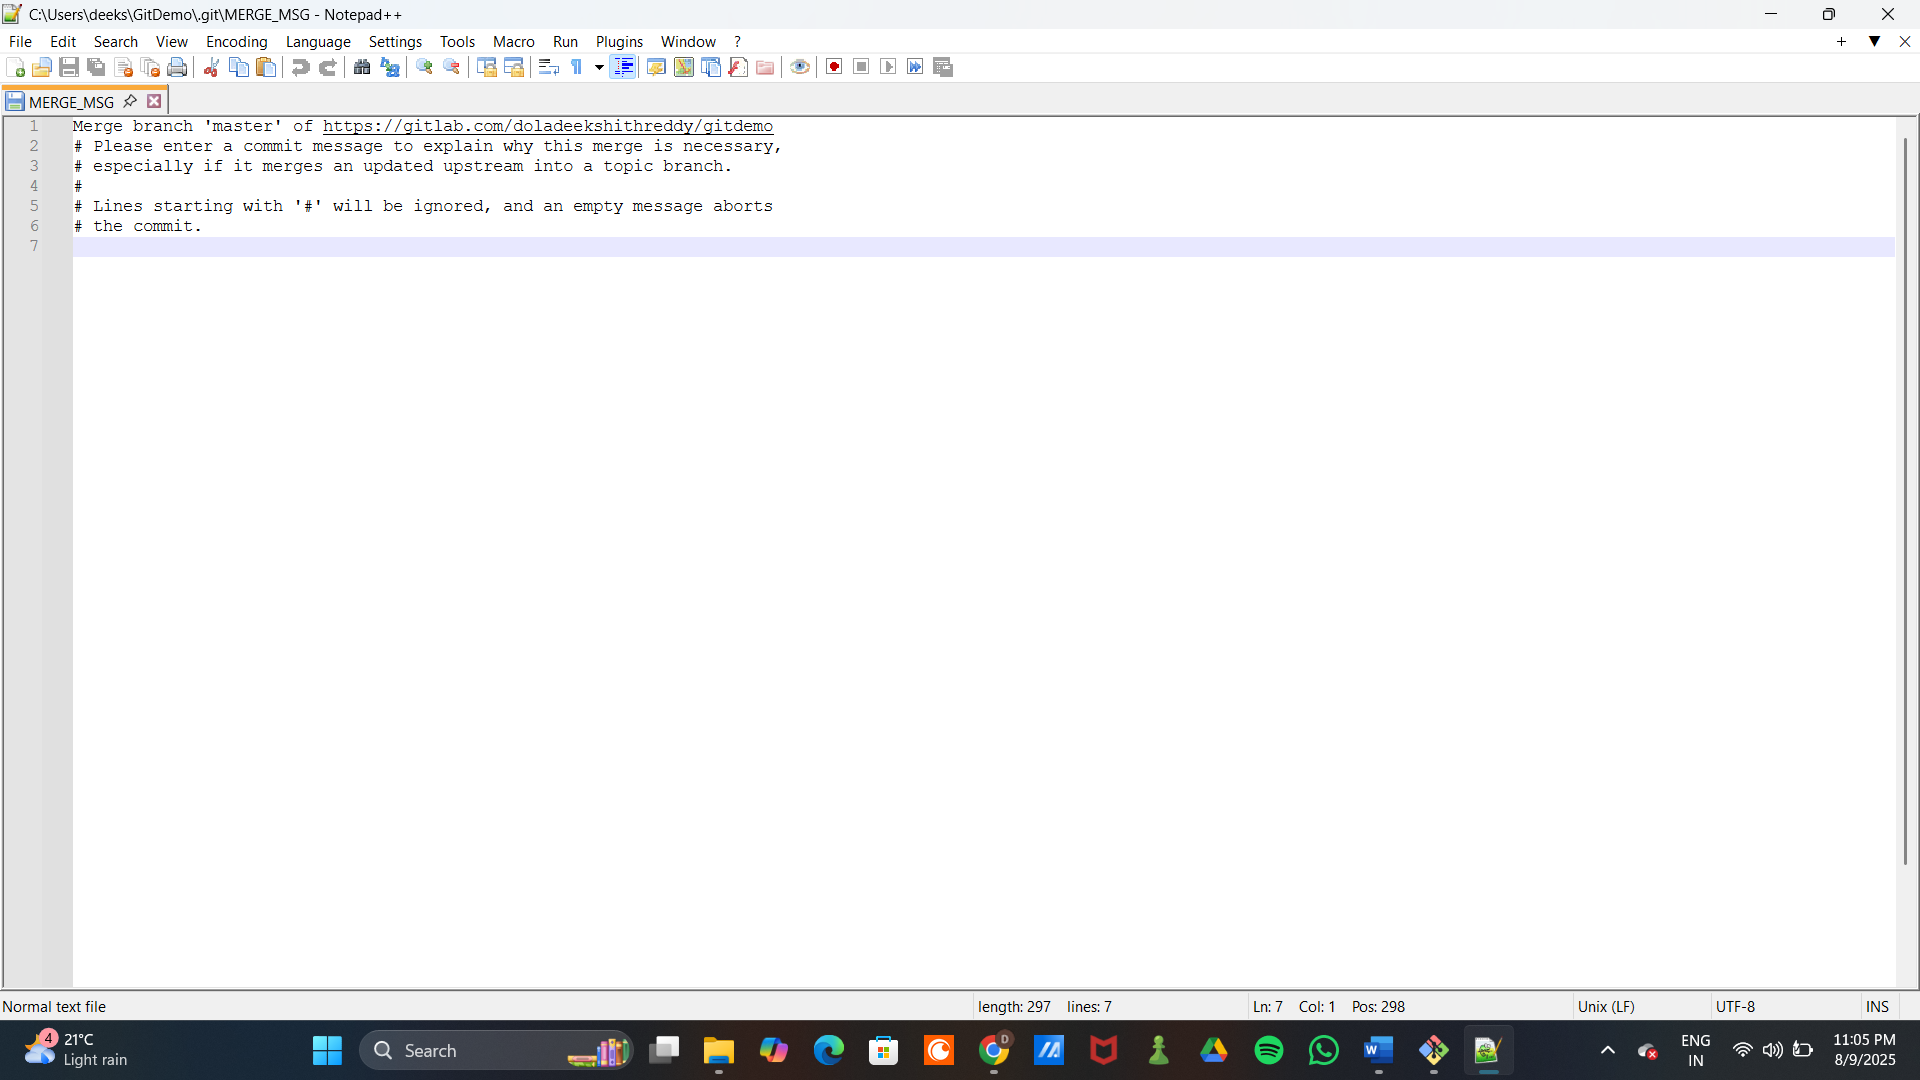 C:\Users\deeks\GitDemo\.git\MERGE_MSG - Notepad++
File Edit Search View Encoding Language Settings Tools Macro Run Plugins Window ?
MERGE_MSG
1 Merge branch 'master' of https://gitlab.com/doladeekshithreddy/gitdemo
2 # Please enter a commit message to explain why this merge is necessary,
3 # especially if it merges an updated upstream into a topic branch.
4 #
5 # Lines starting with '#' will be ignored, and an empty message aborts
6 # the commit.
7
Normal text file length: 297 lines: 7 Ln: 7 Col: 1 Pos: 298 Unix (LF) UTF-8 INS
4 21°C
Light rain
Search
D
W
ENG
IN
11:05 PM
8/9/2025